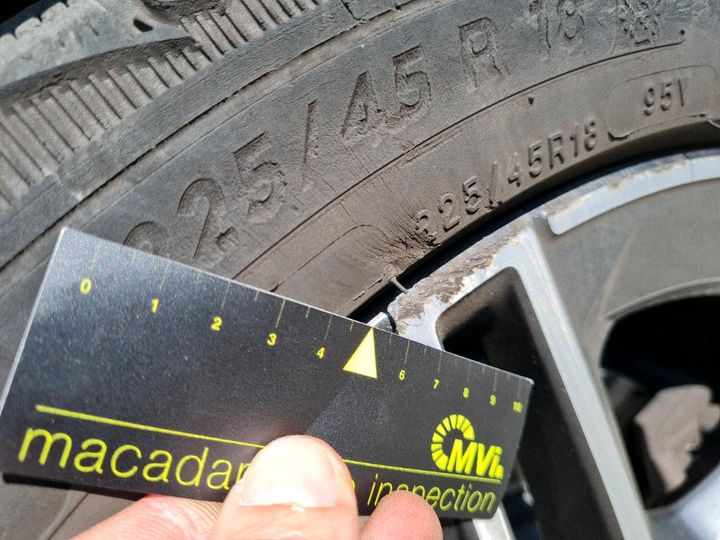 225/45 R 18
225/45R18 95V
0 1 2 3 4 6 7 8 9 10
MVi
macadam inspection